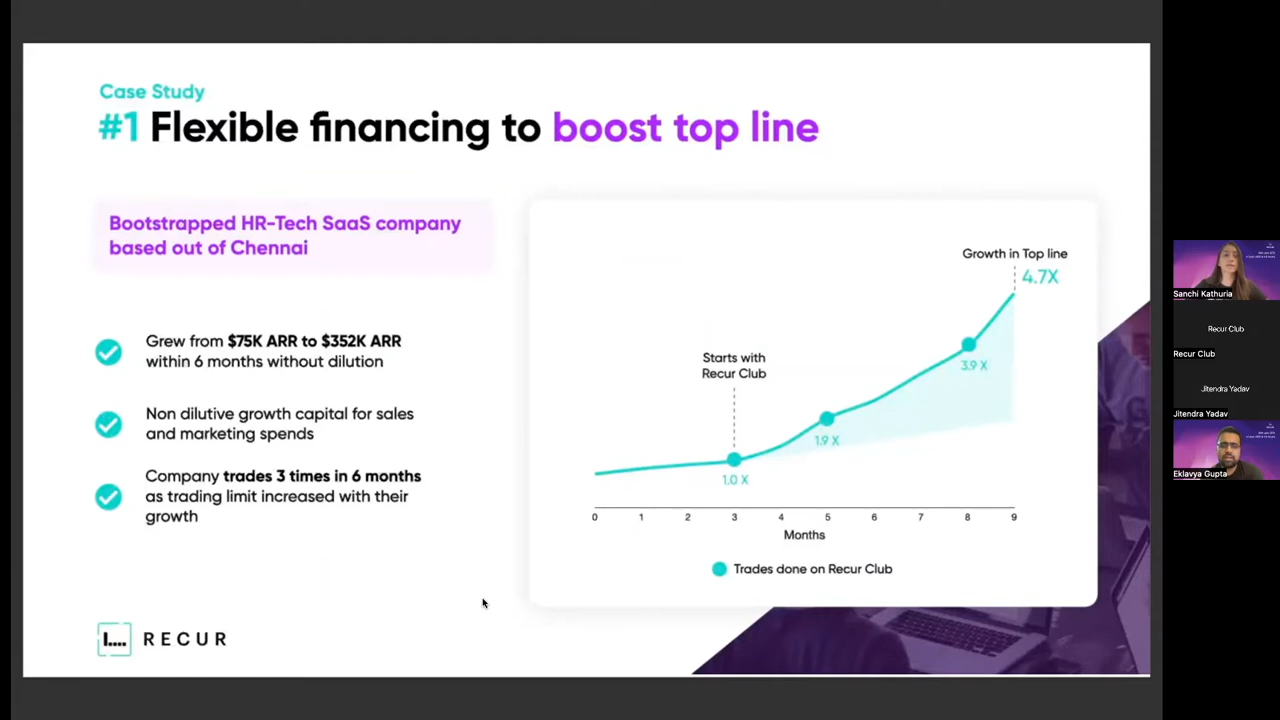 Case Study
#1 Flexible financing to boost top line
Bootstrapped HR-Tech SaaS company
based out of Chennai
Grew from $75K ARR to $352K ARR
within 6 months without dilution
Non dilutive growth capital for sales
and marketing spends
Company trades 3 times in 6 months
as trading limit increased with their
growth
RECUR
Growth in Top line
4.7X
Starts with
Recur Club
3.9 X
1.9 X
1.0 X
0 1 2 3 4 5 6 7 8 9
Months
Trades done on Recur Club
Sanchi Kathuria
Recur Club
Recur Club
Jitendra Yadav
Jitendra Yadav
Eklavya Gupta